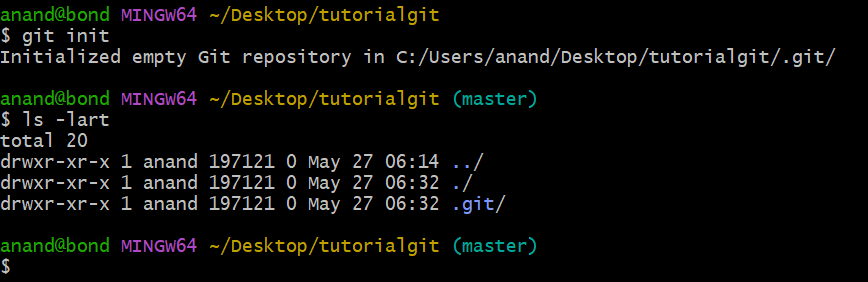 anand@bond MINGW64 ~/Desktop/tutorialgit
$ git init
Initialized empty Git repository in C:/Users/anand/Desktop/tutorialgit/.git/
anand@bond MINGW64 ~/Desktop/tutorialgit (master)
$ ls -lart
total 20
drwxr-xr-x 1 anand 197121 0 May 27 06:14 ../
drwxr-xr-x 1 anand 197121 0 May 27 06:32 ./
drwxr-xr-x 1 anand 197121 0 May 27 06:32 .git/
anand@bond MINGW64 ~/Desktop/tutorialgit (master)
$